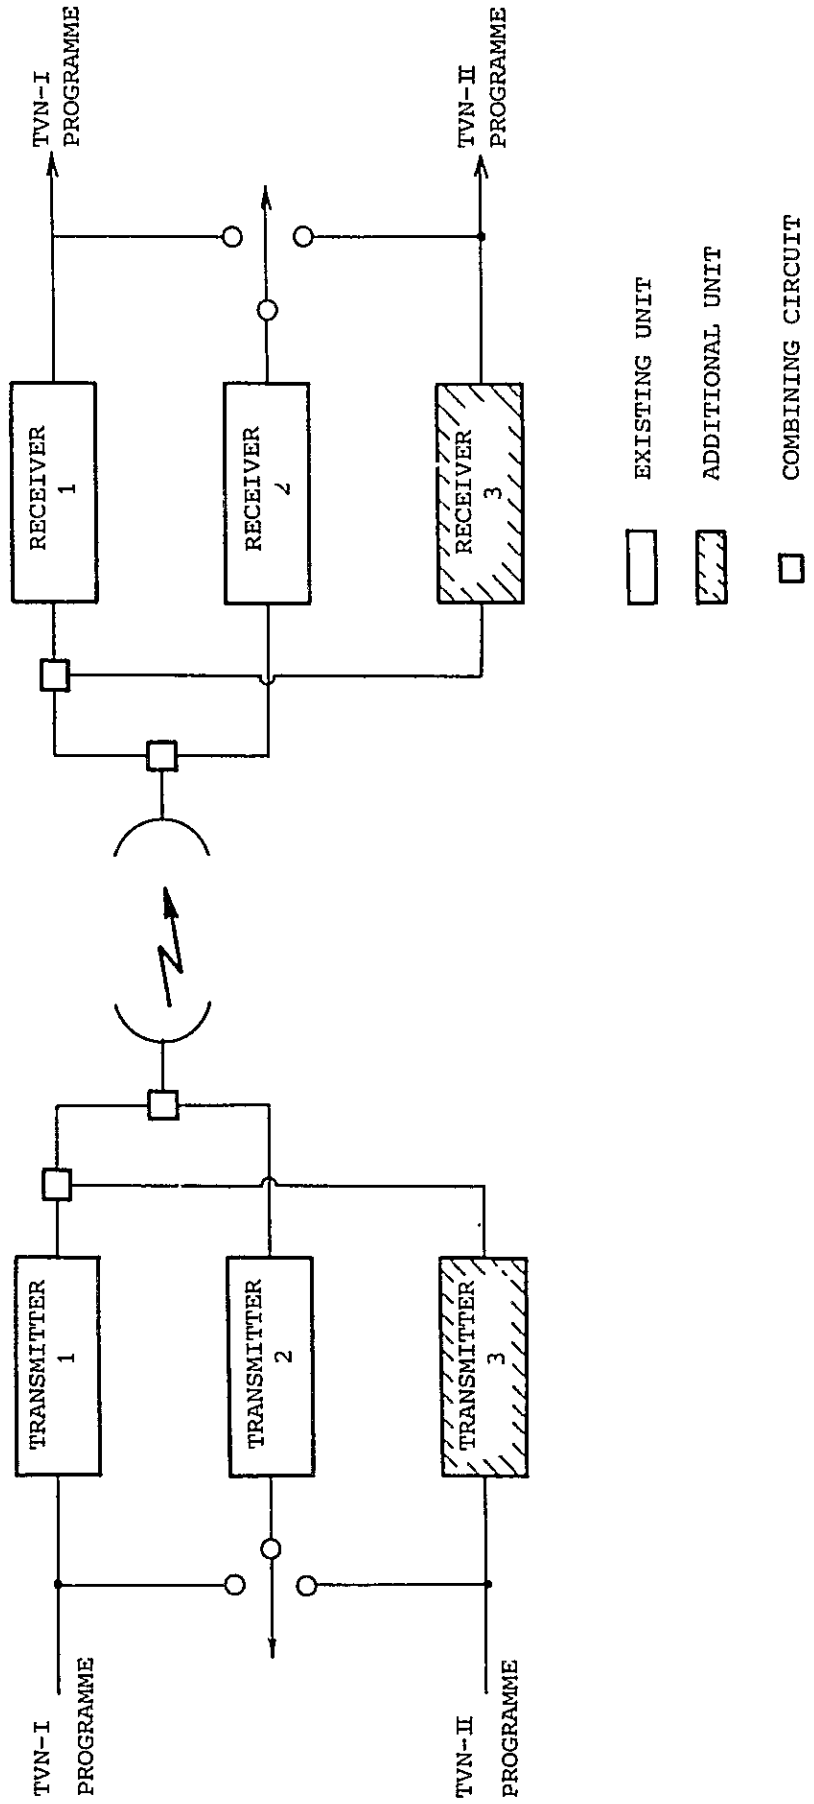 TVN-I
PROGRAMME
TRANSMITTER
1
RECEIVER
1
TVN-I
PROGRAMME
TRANSMITTER
2
RECEIVER
2
TVN-II
PROGRAMME
TRANSMITTER
3
RECEIVER
3
TVN-II
PROGRAMME
EXISTING UNIT
ADDITIONAL UNIT
COMBINING CIRCUIT